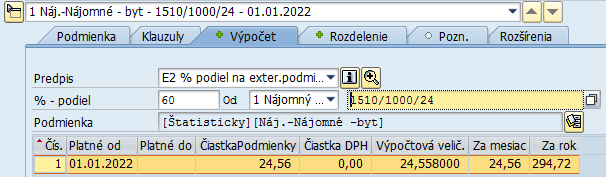 1 Náj.-Nájomné - byt - 1510/1000/24 - 01.01.2022
Podmienka Klauzuly Výpočet Rozdelenie Pozn. Rozšírenia
Predpis E2 % podiel na exter.podmi...
% - podiel 60 Od 1 Nájomný 1510/1000/24
Podmienka [Štatisticky][Náj.-Nájomné -byt]
Čís. Platné od Platné do ČiastkaPodmienky Čiastka DPH Výpočtová velič. Za mesiac Za rok
1 01.01.2022 24,56 0,00 24,558000 24,56 294,72